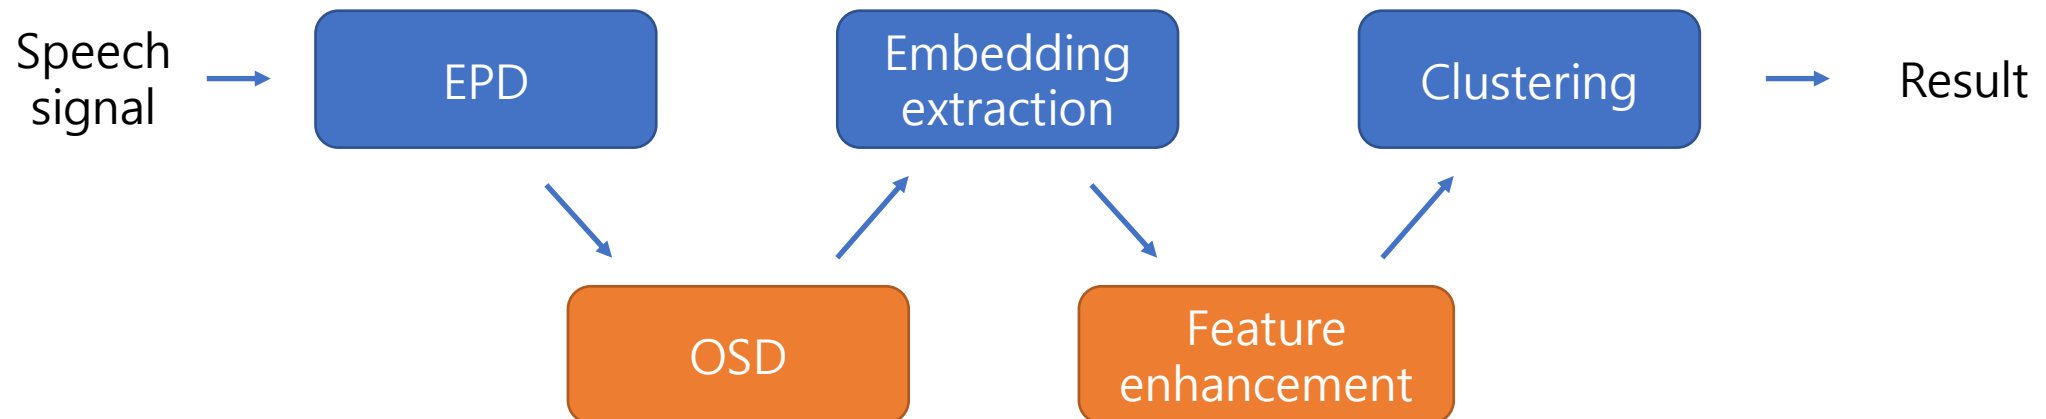 Speech
signal
EPD
Embedding
extraction
Clustering
Result
OSD
Feature
enhancement